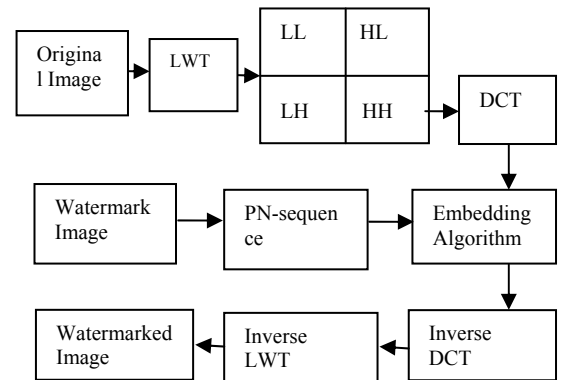 Origina
l Image
LWT
LL
HL
LH
HH
DCT
Watermark
Image
PN-sequen
ce
Embedding
Algorithm
Watermarked
Image
Inverse
LWT
Inverse
DCT